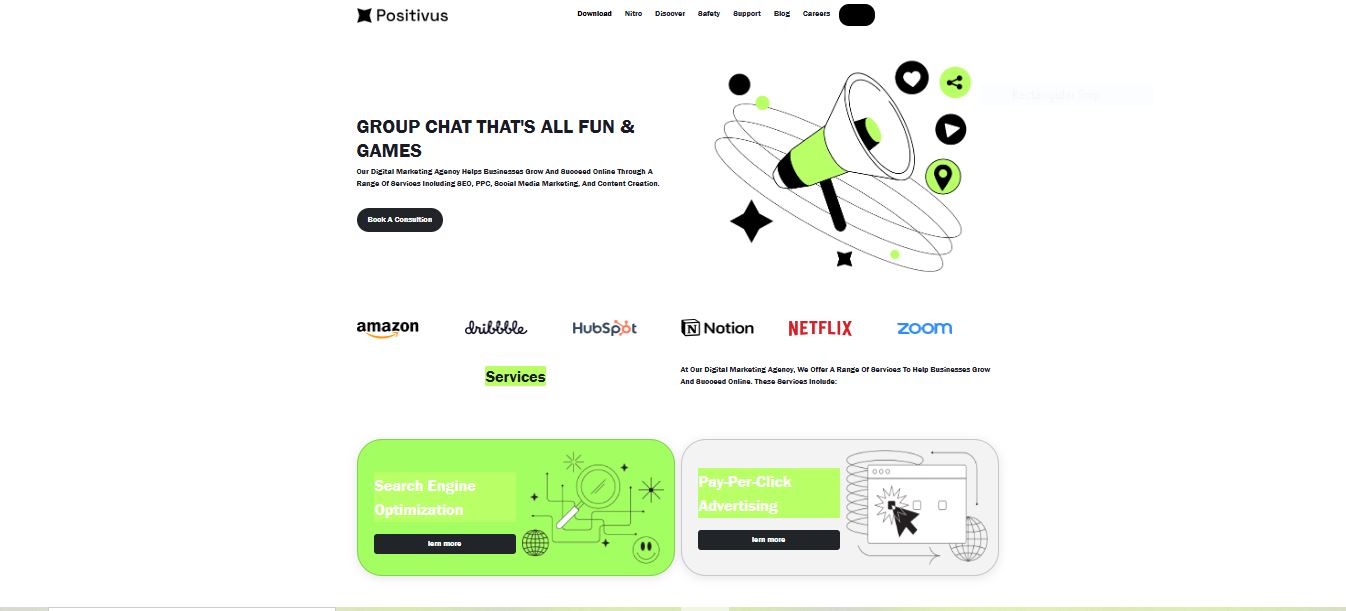 Positivus
Download Nitro Discover Safety Support Blog Careers
GROUP CHAT THAT'S ALL FUN &
GAMES
Our Digital Marketing Agency Helps Businesses Grow And Succeed Online Through A
Range Of Services Including SEO, PPC, Social Media Marketing, And Content Creation.
Book A Consultion
amazon dribbble HubSpot Notion NETFLIX zoom
Services
At Our Digital Marketing Agency, We Offer A Range Of Services To Help Businesses Grow
And Succeed Online. These Services Include:
Search Engine
Optimization
lern more
Pay-Per-Click
Advertising
lern more
Rectangular Snip